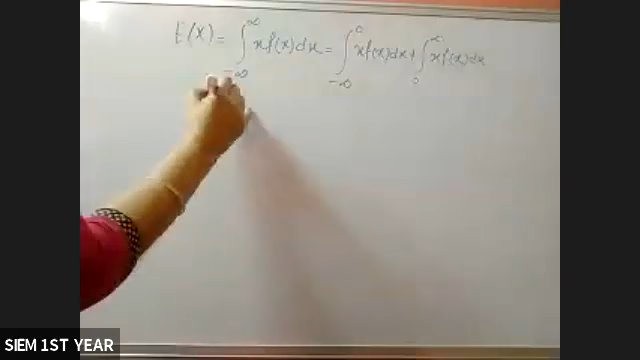 E(X) = ∫_{-∞}^{∞} x f(x) dx = ∫_{-∞}^{0} x f(x) dx + ∫_{0}^{∞} x f(x) dx
SIEM 1ST YEAR